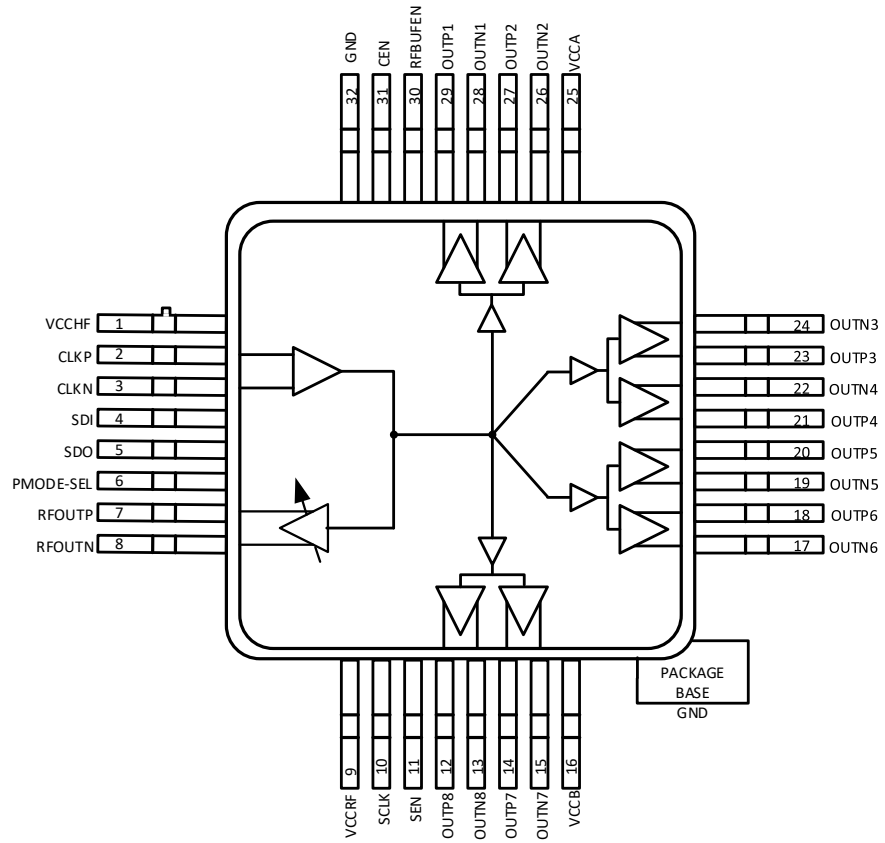 GND
CEN
RFBUFEN
OUTP1
OUTN1
OUTP2
OUTN2
VCCA
32
31
30
29
28
27
26
25
VCCHF 1
CLKP 2
CLKN 3
SDI 4
SDO 5
PMODE-SEL 6
RFOUTP 7
RFOUTN 8
24 OUTN3
23 OUTP3
22 OUTN4
21 OUTP4
20 OUTP5
19 OUTN5
18 OUTP6
17 OUTN6
PACKAGE
BASE
GND
9
10
11
12
13
14
15
16
VCCRF
SCLK
SEN
OUTP8
OUTN8
OUTP7
OUTN7
VCCB